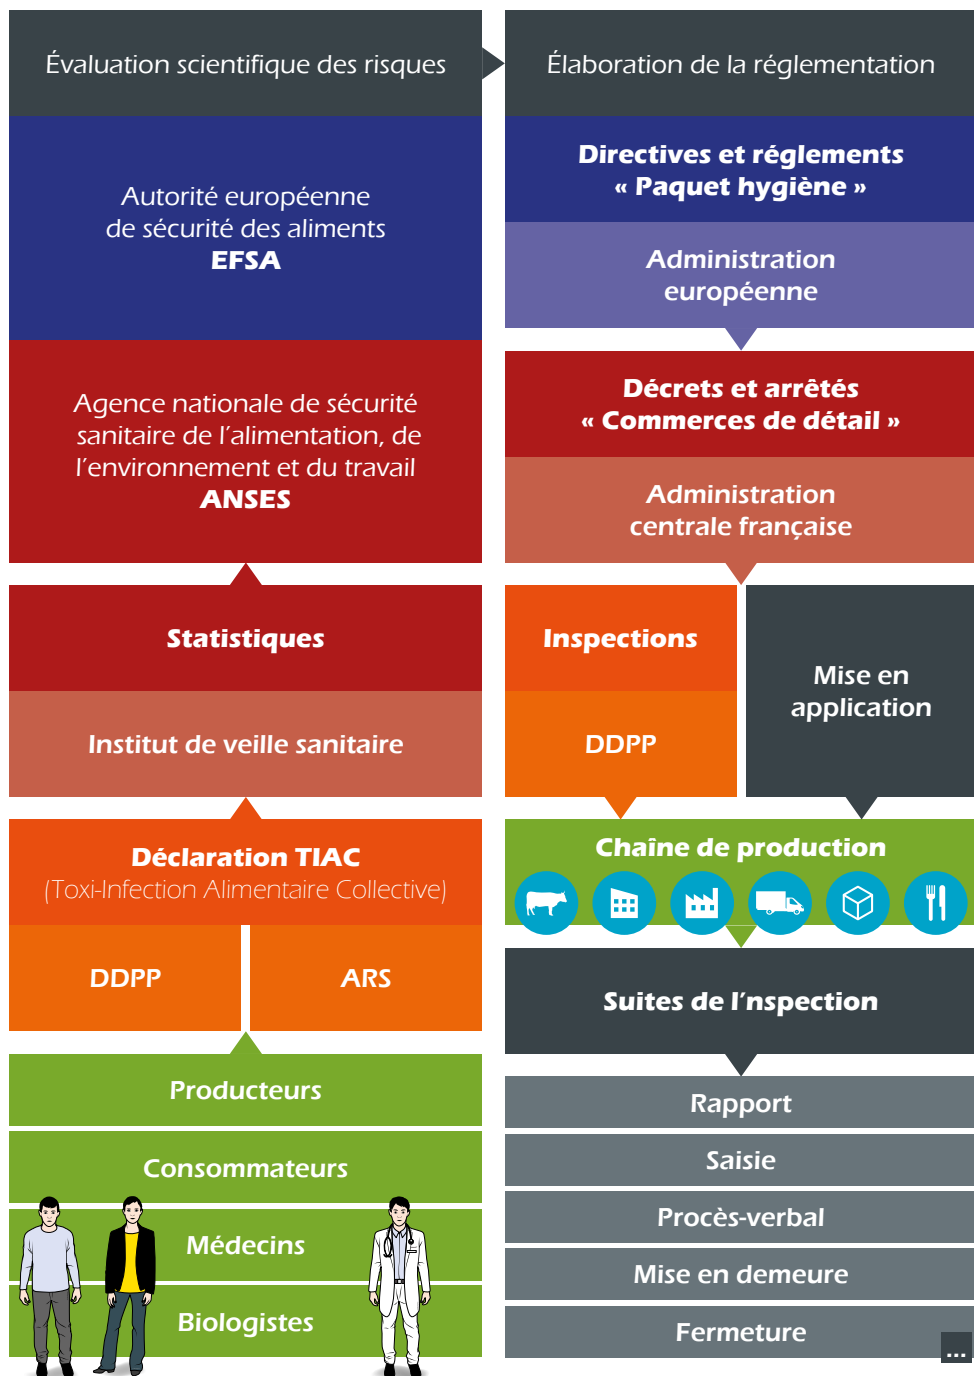 Évaluation scientifique des risques
Autorité européenne
de sécurité des aliments
EFSA
Agence nationale de sécurité
sanitaire de l'alimentation, de
l'environnement et du travail
ANSES
Statistiques
Institut de veille sanitaire
Déclaration TIAC
(Toxi-Infection Alimentaire Collective)
DDPP
ARS
Producteurs
Consommateurs
Médecins
Biologistes
Élaboration de la réglementation
Directives et réglements
« Paquet hygiène »
Administration
européenne
Décrets et arrêtés
« Commerces de détail »
Administration
centrale française
Inspections
DDPP
Mise en
application
Chaîne de production
Suites de l'nspection
Rapport
Saisie
Procès-verbal
Mise en demeure
Fermeture
...